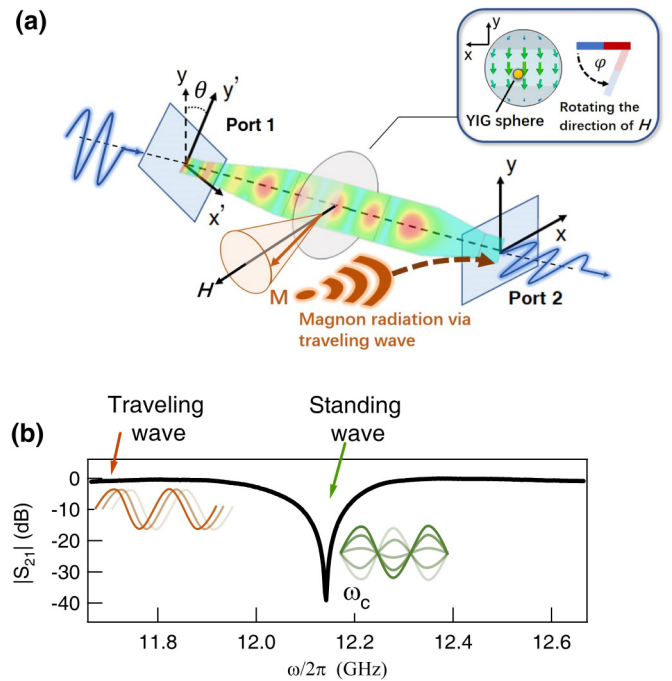 (a)
y
θ
y'
Port 1
x'
y
x
YIG sphere
φ
Rotating the
direction of H
y
x
H
M
Magnon radiation via
traveling wave
Port 2
(b)
Traveling
wave
Standing
wave
0
-10
-20
-30
-40
|S21| (dB)
ωc
11.8 12.0 12.2 12.4 12.6
ω/2π (GHz)